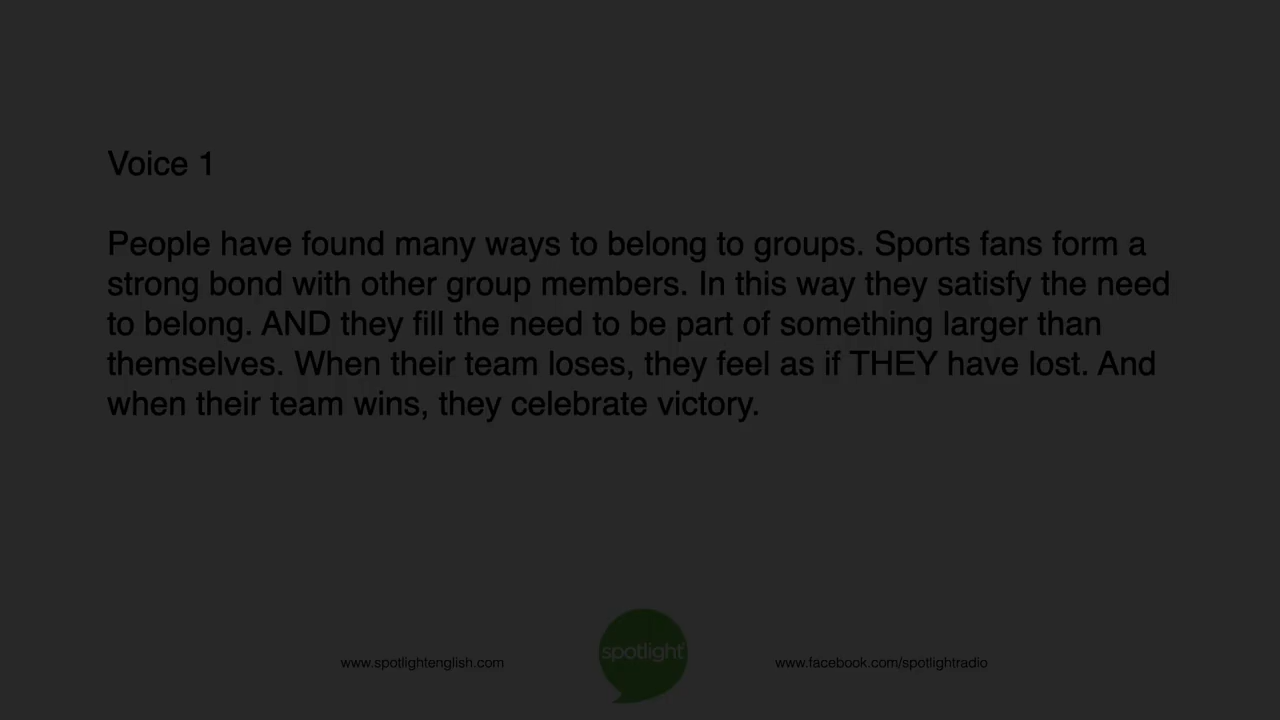 Voice 1
People have found many ways to belong to groups. Sports fans form a
strong bond with other group members. In this way they satisfy the need
to belong. AND they fill the need to be part of something larger than
themselves. When their team loses, they feel as if THEY have lost. And
when their team wins, they celebrate victory.
spotlight
www.spotlightenglish.com
www.facebook.com/spotlightradio